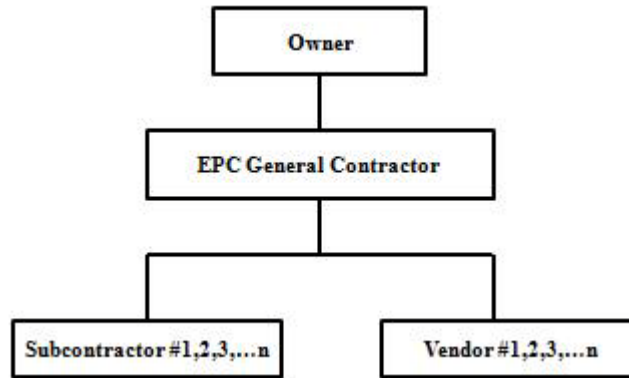 Owner
EPC General Contractor
Subcontractor #1,2,3,...n
Vendor #1,2,3,...n